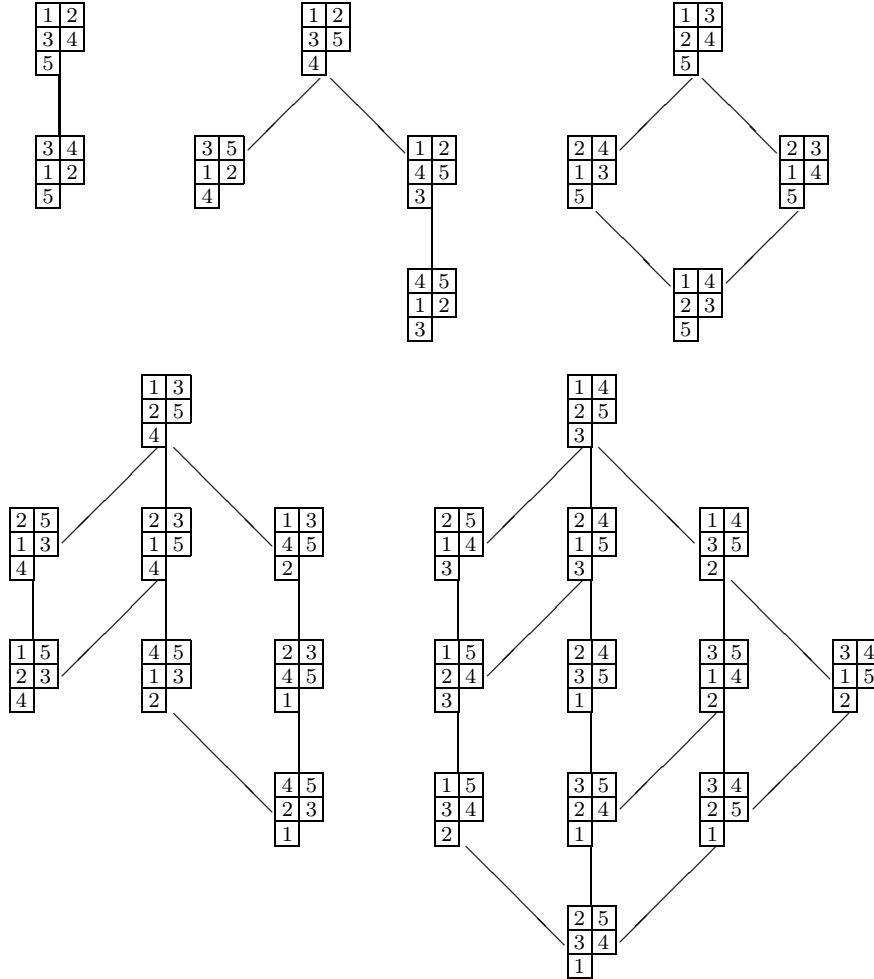 1 2 1 2 1 3
3 4 3 5 2 4
5 4 5
3 4 3 5 1 2 2 4 2 3
1 2 1 2 4 5 1 3 1 4
5 4 3 5 5
4 5 1 4
1 2 2 3
3 5
1 3 1 4
2 5 2 5
4 3
2 5 2 3 1 3 2 5 2 4 1 4
1 3 1 5 4 5 1 4 1 5 3 5
4 4 2 3 3 2
1 5 4 5 2 3 1 5 2 4 3 5 3 4
2 3 1 3 4 5 2 4 3 5 1 4 1 5
4 2 1 3 1 2 2
4 5 1 5 3 5 3 4
2 3 3 4 2 4 2 5
1 2 1 1
2 5
3 4
1